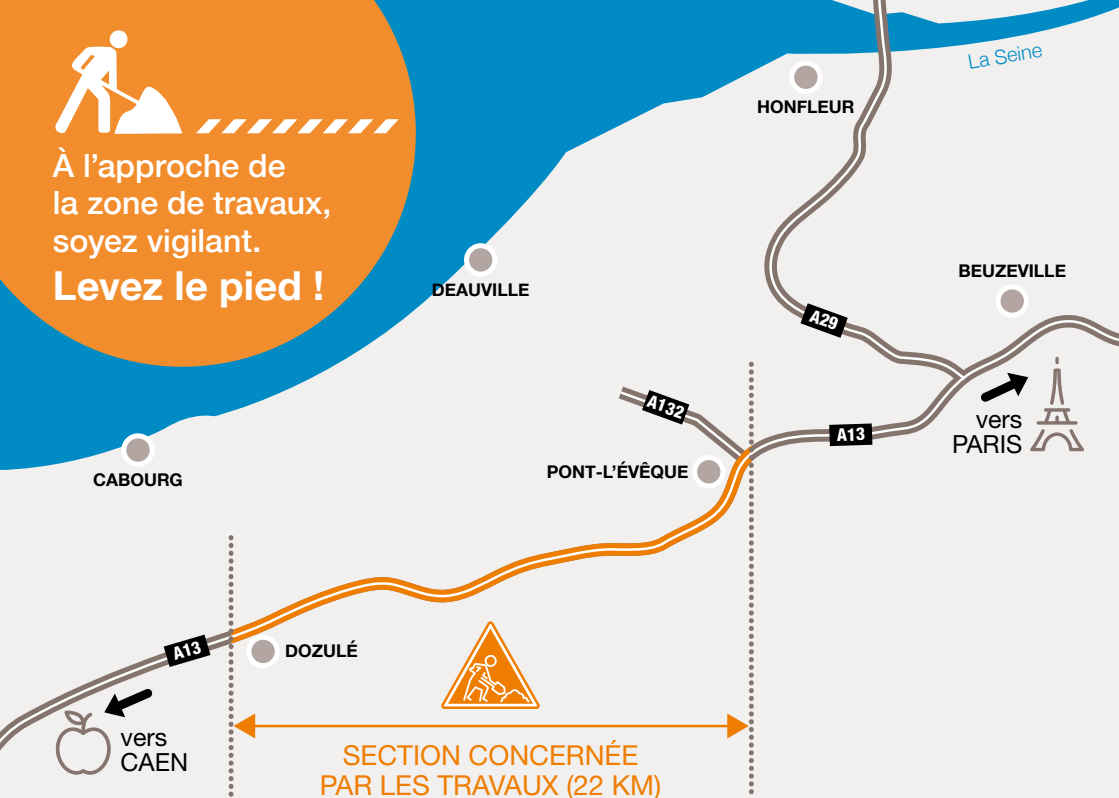 À l'approche de
la zone de travaux,
soyez vigilant.
Levez le pied !
La Seine
HONFLEUR
DEAUVILLE
BEUZEVILLE
A29
A132
A13
vers
PARIS
PONT-L'ÉVÊQUE
CABOURG
A13
DOZULÉ
vers
CAEN
SECTION CONCERNÉE
PAR LES TRAVAUX (22 KM)